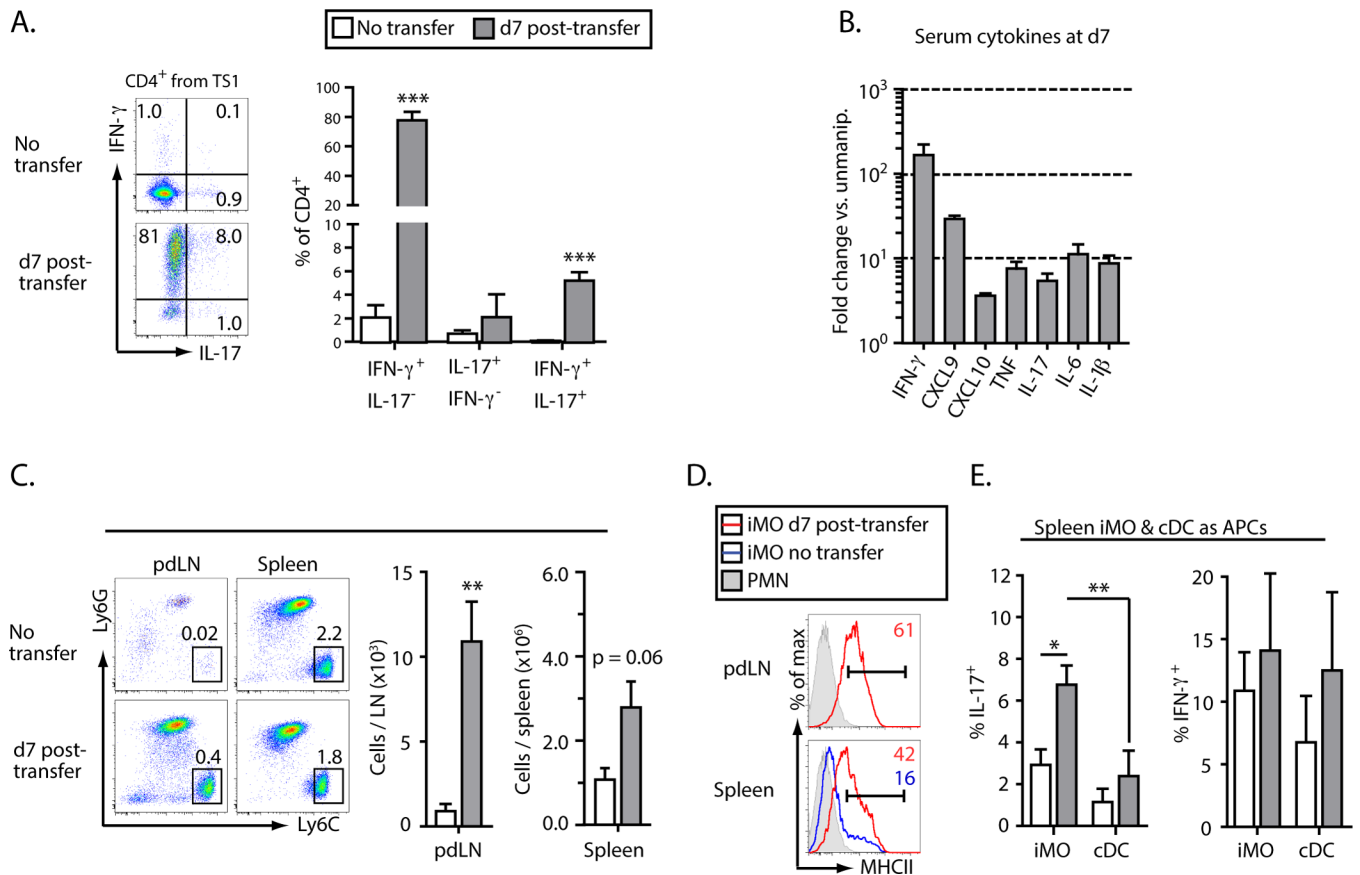 A.
No transfer
d7 post-transfer
CD4+ from TS1
IFN-γ
No transfer
1.0
0.1
0.9
d7 post-transfer
81
8.0
1.0
IL-17
% of CD4+
100
80
60
40
20
10
8
6
4
2
0
***
***
IFN-γ+ IL-17+ IFN-γ+
IL-17- IFN-γ- IL-17+
B.
Serum cytokines at d7
Fold change vs. unmanip.
103
102
101
100
IFN-γ
CXCL9
CXCL10
TNF
IL-17
IL-6
IL-1β
C.
pdLN
Spleen
Ly6G
No transfer
0.02
2.2
d7 post-transfer
0.4
1.8
Ly6C
Cells / LN (x103)
15
13
3
0
**
pdLN
Cells / spleen (x106)
6.0
4.0
2.0
0.0
p = 0.06
Spleen
D.
iMO d7 post-transfer
iMO no transfer
PMN
pdLN
% of max
61
Spleen
42
16
MHCII
E.
Spleen iMO & cDC as APCs
% IL-17+
12
10
8
6
4
2
0
*
**
iMO cDC
% IFN-γ+
20
15
10
5
0
iMO cDC